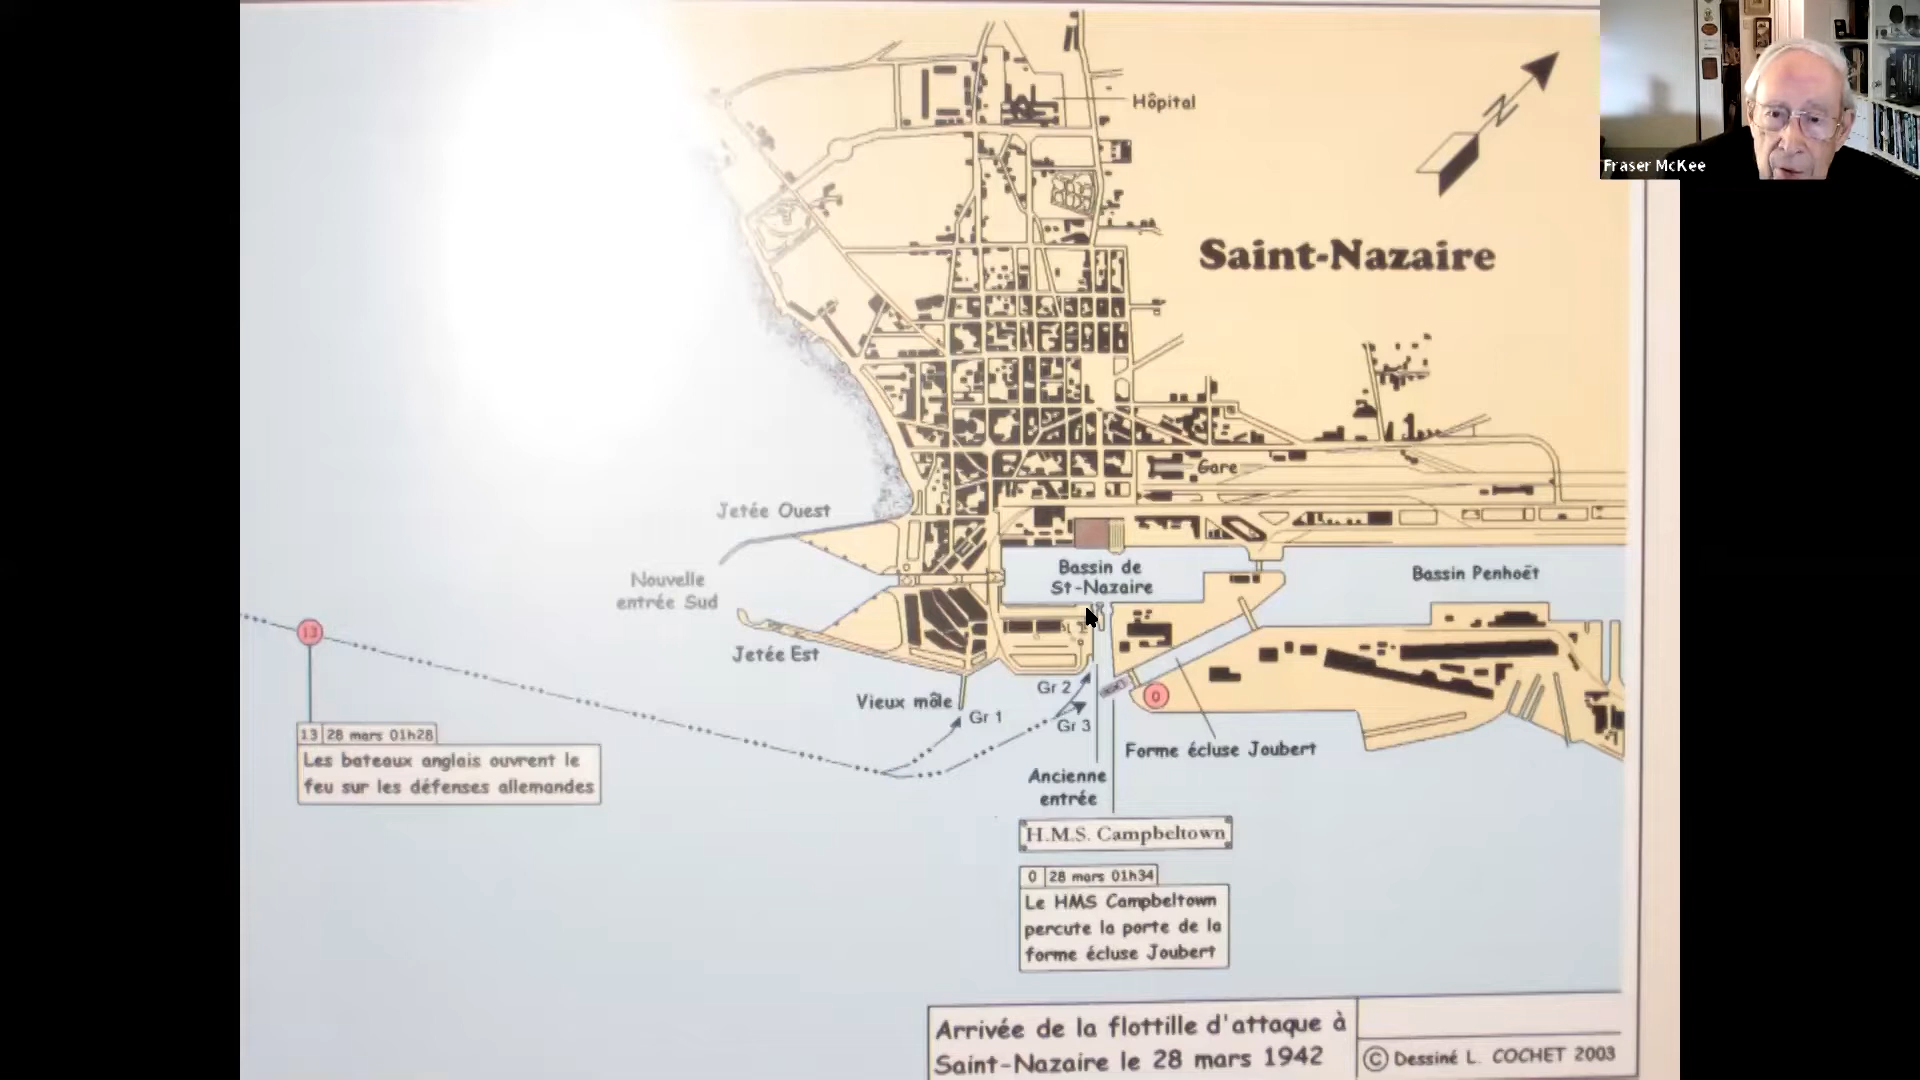 Hôpital
N
Fraser McKee
Saint-Nazaire
Gare
Jetée Ouest
Nouvelle
entrée Sud
Bassin de
St-Nazaire
Bassin Penhoët
13
Jetée Est
Vieux môle
Gr 1
Gr 2
Gr 3
0
Forme écluse Joubert
Ancienne
entrée
13 28 mars 01h28
Les bateaux anglais ouvrent le
feu sur les défenses allemandes
H.M.S. Campbeltown
0 28 mars 01h34
Le HMS Campbeltown
percute la porte de la
forme écluse Joubert
Arrivée de la flottille d'attaque à
Saint-Nazaire le 28 mars 1942
© Dessiné L. COCHET 2003